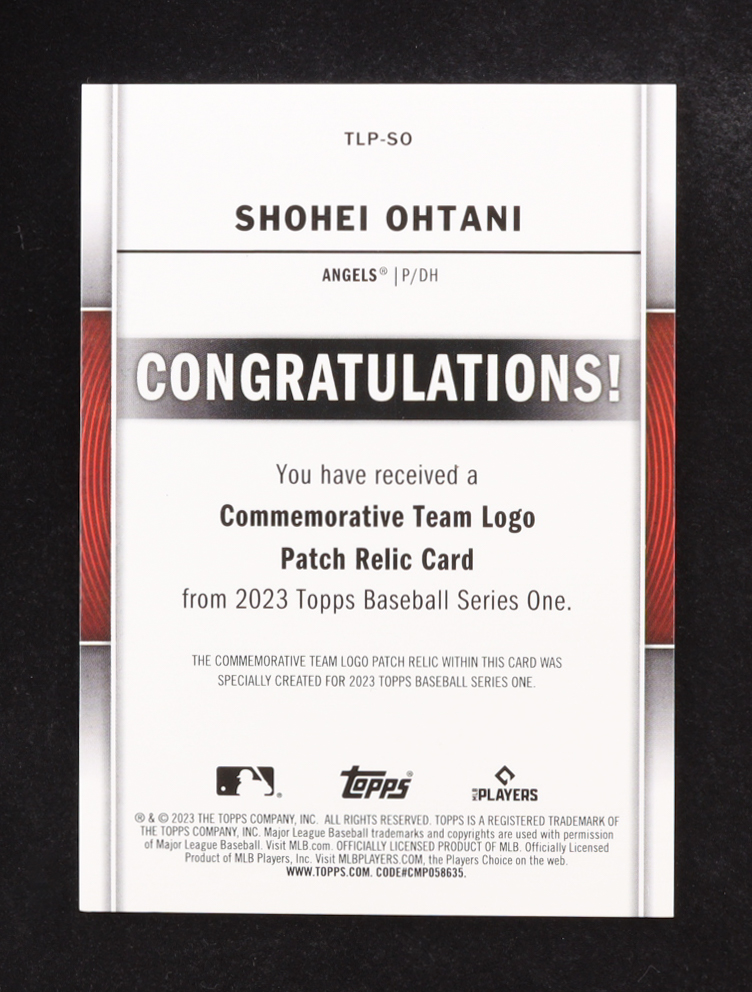 TLP-SO
SHOHEI OHTANI
ANGELS® | P/DH
CONGRATULATIONS!
You have received a
Commemorative Team Logo
Patch Relic Card
from 2023 Topps Baseball Series One.
THE COMMEMORATIVE TEAM LOGO PATCH RELIC WITHIN THIS CARD WAS
SPECIALLY CREATED FOR 2023 TOPPS BASEBALL SERIES ONE.
® topps® MLB PLAYERS
® & © 2023 THE TOPPS COMPANY, INC. ALL RIGHTS RESERVED. TOPPS IS A REGISTERED TRADEMARK OF
THE TOPPS COMPANY, INC. Major League Baseball trademarks and copyrights are used with permission
of Major League Baseball. Visit MLB.com. OFFICIALLY LICENSED PRODUCT OF MLB. Officially Licensed
Product of MLB Players, Inc. Visit MLBPLAYERS.COM, the Players Choice on the web.
WWW.TOPPS.COM. CODE#CMP058635.